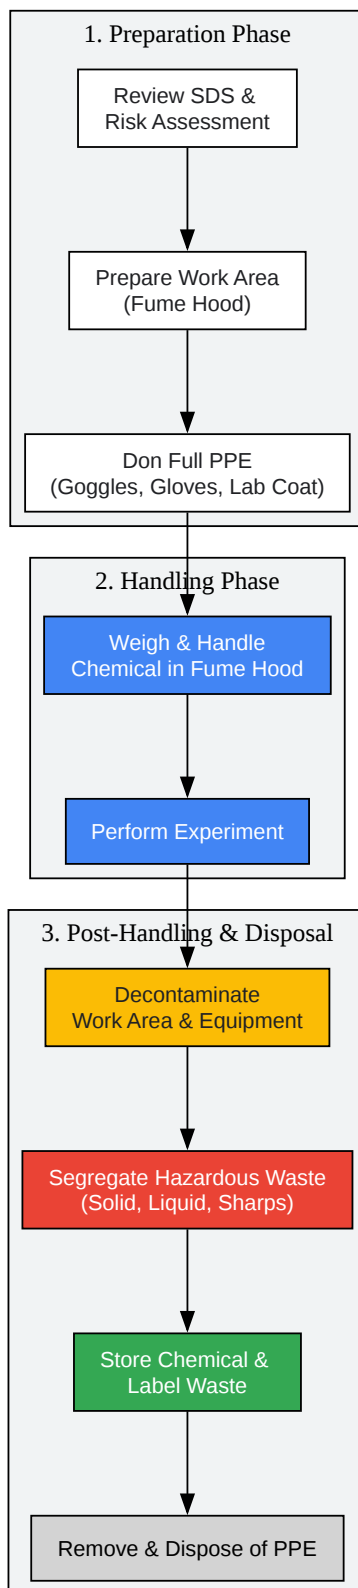 1. Preparation Phase
Review SDS &
Risk Assessment
Prepare Work Area
(Fume Hood)
Don Full PPE
(Goggles, Gloves, Lab Coat)
2. Handling Phase
Weigh & Handle
Chemical in Fume Hood
Perform Experiment
3. Post-Handling & Disposal
Decontaminate
Work Area & Equipment
Segregate Hazardous Waste
(Solid, Liquid, Sharps)
Store Chemical &
Label Waste
Remove & Dispose of PPE